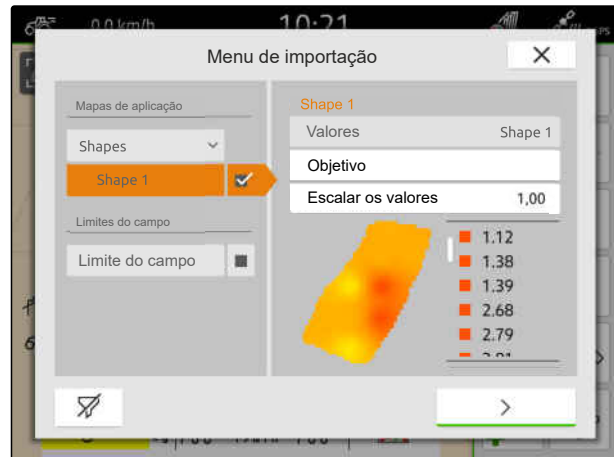 0.0 km/h
10:21
Menu de importação
Mapas de aplicação
Shapes
Shape 1
Limites do campo
Limite do campo
Shape 1
Valores Shape 1
Objetivo
Escalar os valores 1,00
1.12
1.38
1.39
2.68
2.79